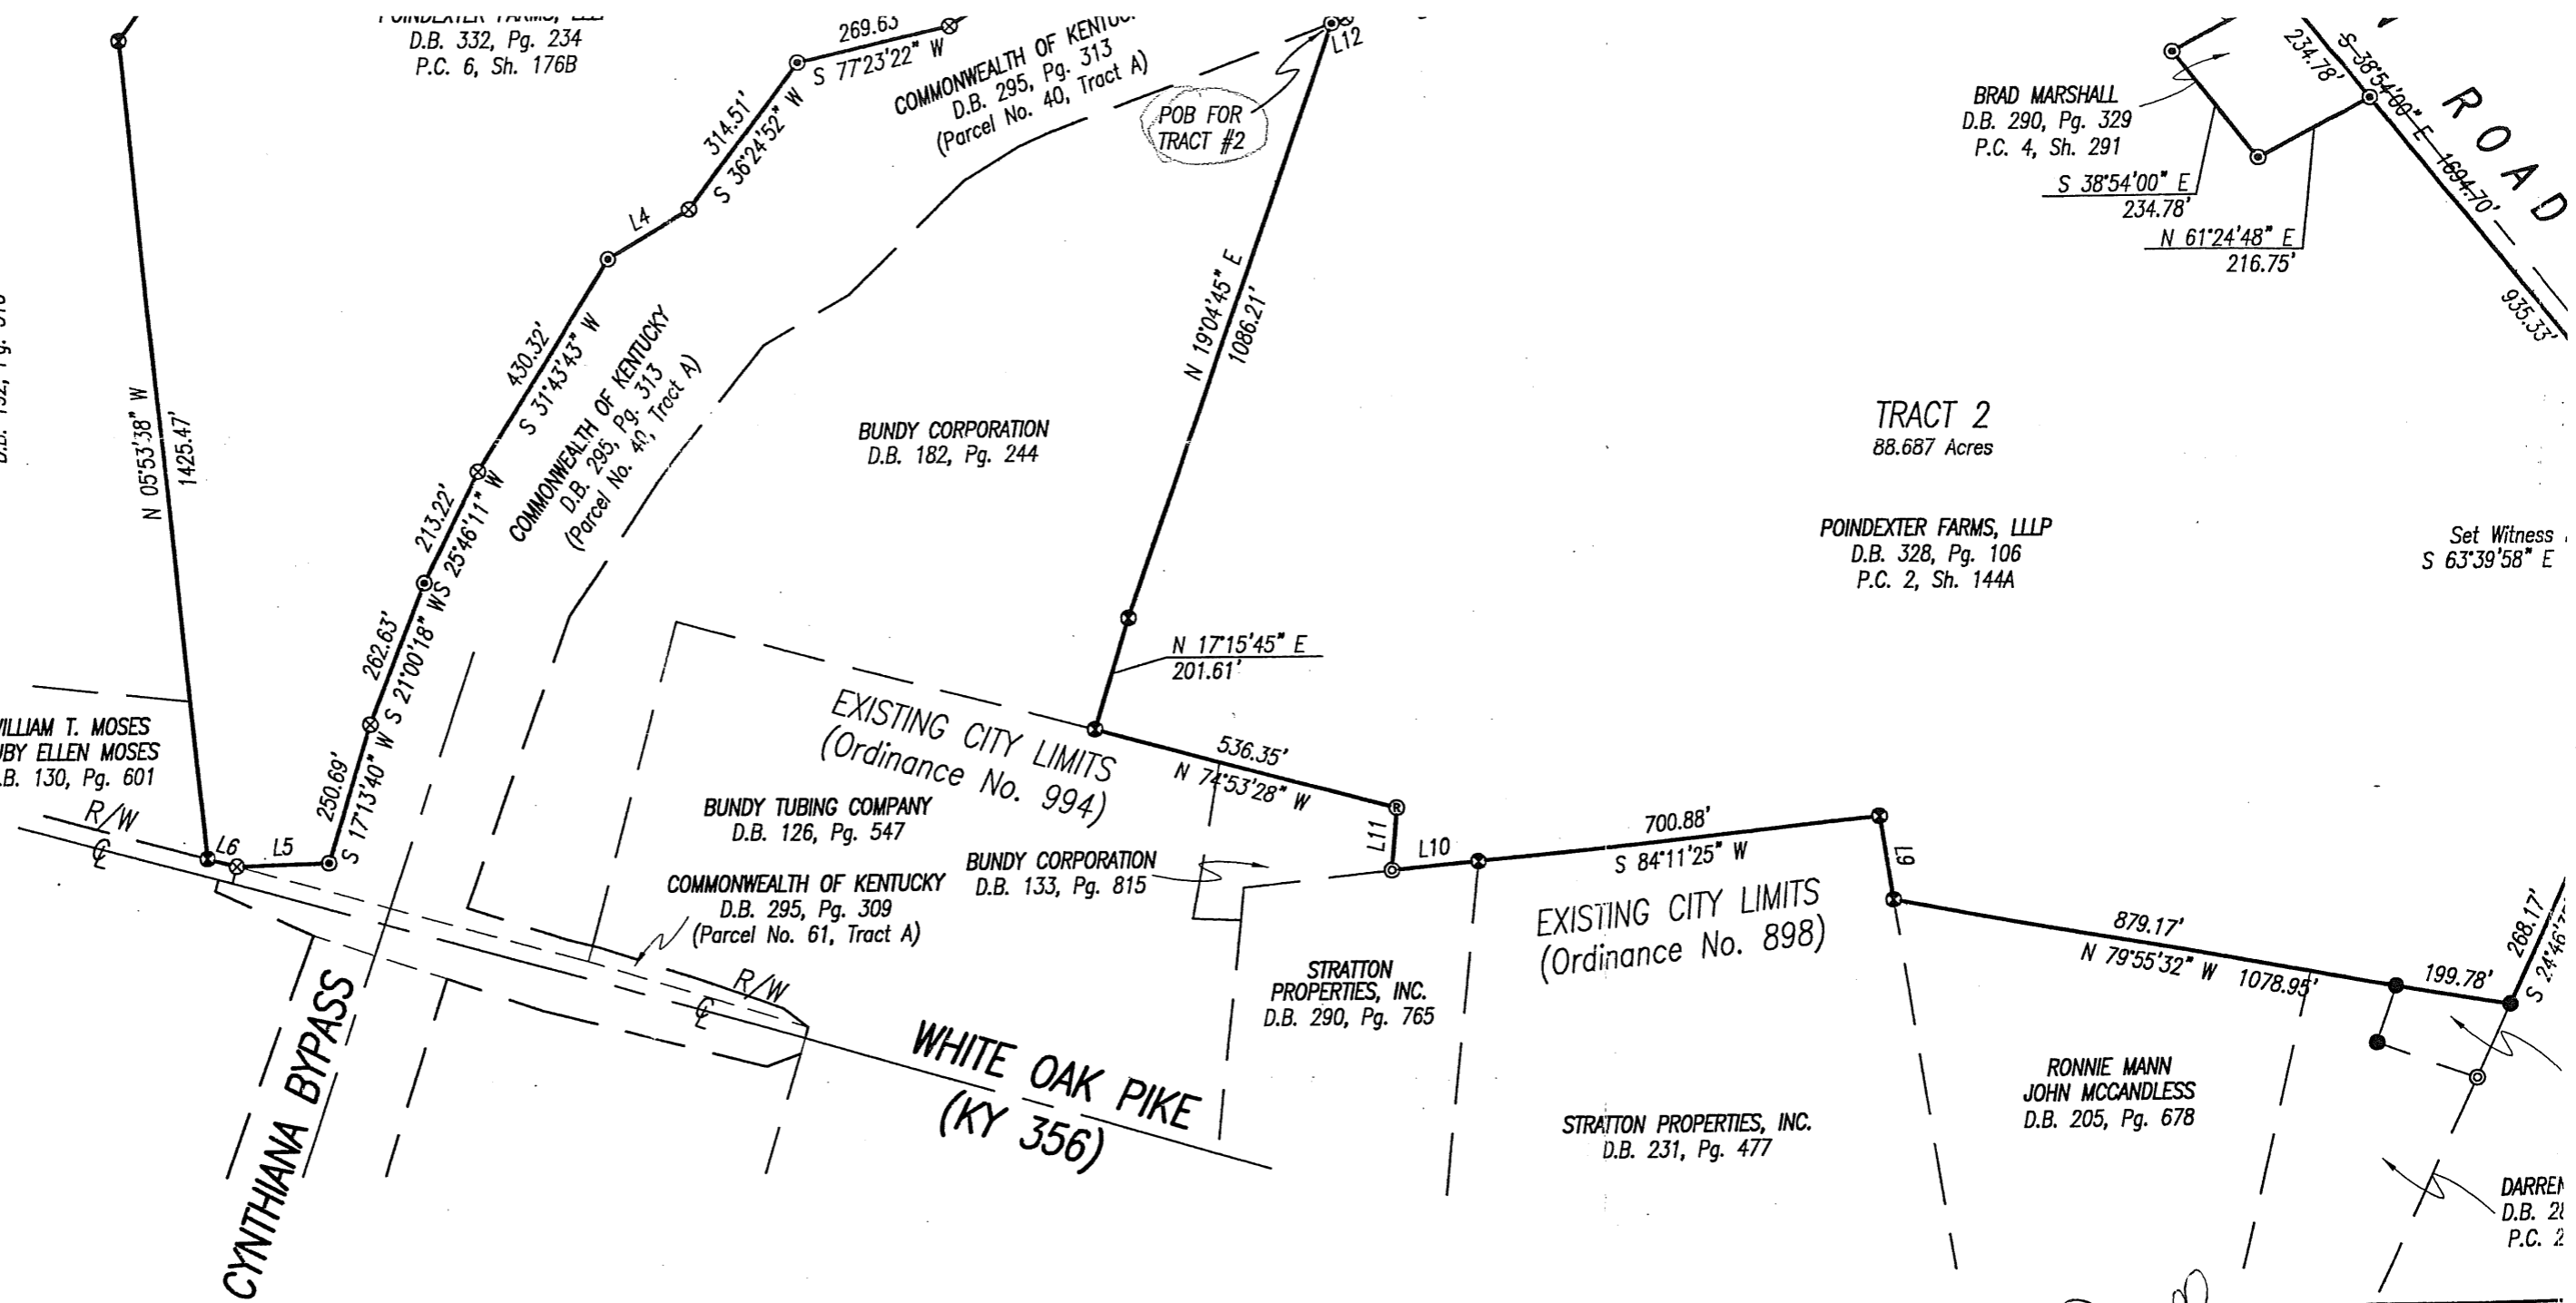 D.B. 332, Pg. 234
P.C. 6, Sh. 176B
269.63'
S 77°23'22" W
COMMONWEALTH OF
D.B. 295, Pg. 313
(Parcel No. 40, Tract A)
L12
POB FOR
TRACT #2
314.51'
S 36°24'52" W
L4
BRAD MARSHALL
D.B. 290, Pg. 329
P.C. 4, Sh. 291
S 38°54'00" E
234.78'
N 61°24'48" E
216.75'
234.78'
S 38°54'00" E 1694.70'
ROAD
935.33'
430.32'
S 31°43'43" W
COMMONWEALTH OF KENTUCKY
D.B. 295, Pg. 313
(Parcel No. 40, Tract A)
N 05°53'38" W
1425.47'
N 19°04'45" E
1086.21'
BUNDY CORPORATION
D.B. 182, Pg. 244
TRACT 2
88.687 Acres
POINDEXTER FARMS, LLLP
D.B. 328, Pg. 106
P.C. 2, Sh. 144A
Set Witness
S 63°39'58" E
213.22'
S 25°46'11" W
262.63'
S 21°00'18" W
250.69'
S 17°13'40" W
N 17°15'45" E
201.61'
MOSES
ELLEN MOSES
130, Pg. 601
R/W
℄
L6
L5
EXISTING CITY LIMITS
(Ordinance No. 994)
536.35'
N 74°53'28" W
BUNDY TUBING COMPANY
D.B. 126, Pg. 547
BUNDY CORPORATION
D.B. 133, Pg. 815
COMMONWEALTH OF KENTUCKY
D.B. 295, Pg. 309
(Parcel No. 61, Tract A)
L11
L10
700.88'
S 84°11'25" W
L9
EXISTING CITY LIMITS
(Ordinance No. 898)
879.17'
N 79°55'32" W 1078.95'
199.78'
268.17'
R/W
℄
STRATTON
PROPERTIES, INC.
D.B. 290, Pg. 765
CYNTHIANA BYPASS
WHITE OAK PIKE
(KY 356)
STRATTON PROPERTIES, INC.
D.B. 231, Pg. 477
RONNIE MANN
JOHN MCCANDLESS
D.B. 205, Pg. 678
D.B.
P.C.